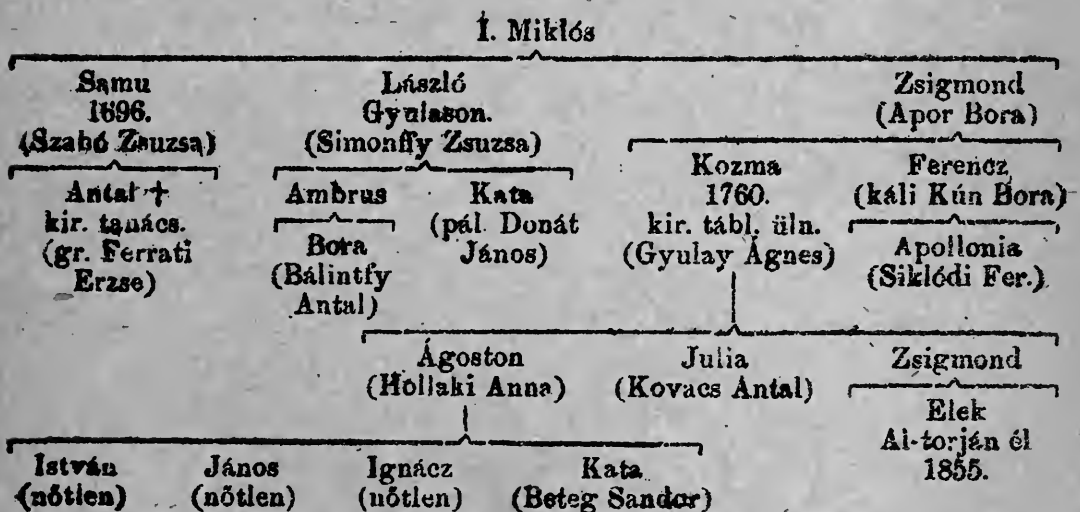 I. Miklós
Samu László Zsigmond
1696. Gyulason. (Apor Bora)
(Szabó Zsuzsa) (Simonffy Zsuzsa)
Antal † Ambrus Kata Kozma Ferencz
kir. tanács. (pál. Donát 1760. (káli Kún Bora)
(gr. Ferrati Bora János) kir. tábl. üln. Apollonia
Erzse) (Bálintfy (Gyulay Ágnes) (Siklódi Fer.)
Antal)
Ágoston Julia Zsigmond
(Hollaki Anna) (Kovacs Antal)
Elek
Al-torján él
1855.
István János Ignácz Kata
(nőtlen) (nőtlen) (nőtlen) (Beteg Sandor)